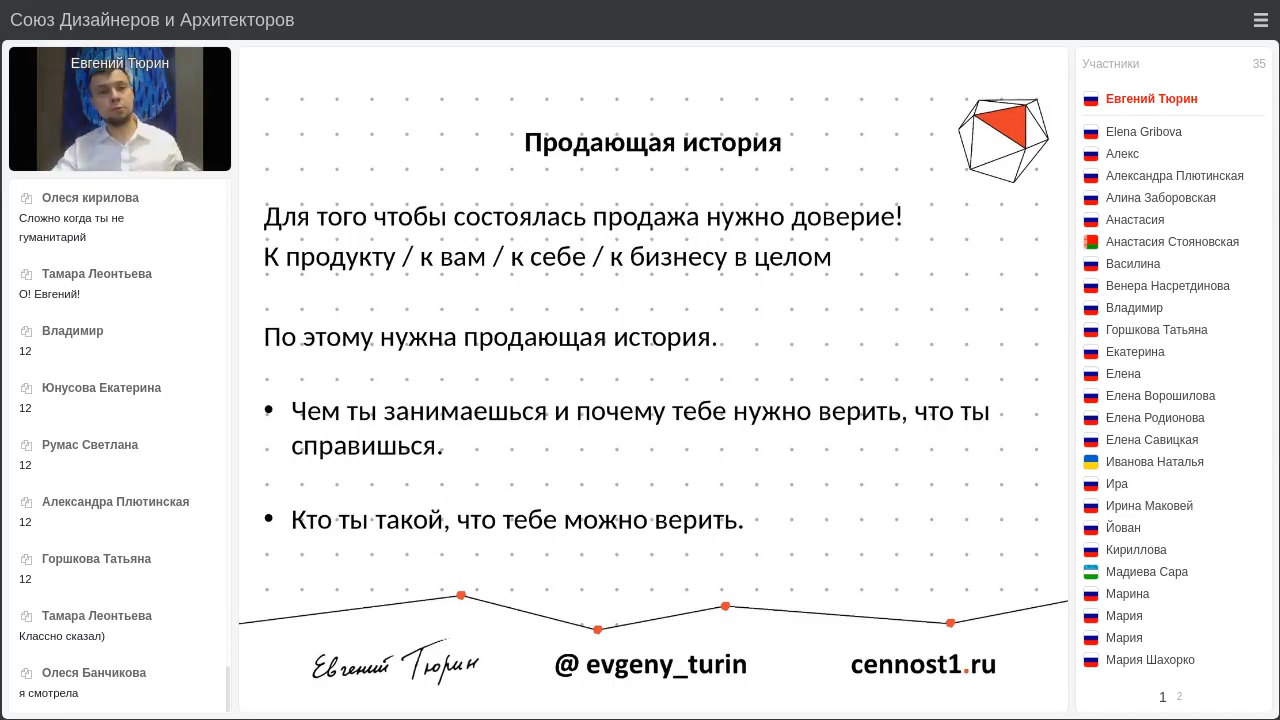 Союз Дизайнеров и Архитекторов
Евгений Тюрин
Олеся кирилова
Сложно когда ты не
гуманитарий
Тамара Леонтьева
О! Евгений!
Владимир
12
Юнусова Екатерина
12
Румас Светлана
12
Александра Плютинская
12
Горшкова Татьяна
12
Тамара Леонтьева
Классно сказал)
Олеся Банчикова
я смотрела
Продающая история
Для того чтобы состоялась продажа нужно доверие!
К продукту / к вам / к себе / к бизнесу в целом
По этому нужна продающая история.
• Чем ты занимаешься и почему тебе нужно верить, что ты
справишься.
• Кто ты такой, что тебе можно верить.
Евгений Тюрин
@ evgeny_turin
cennost1.ru
Участники 35
Евгений Тюрин
Elena Gribova
Алекс
Александра Плютинская
Алина Заборовская
Анастасия
Анастасия Стояновская
Василина
Венера Насретдинова
Владимир
Горшкова Татьяна
Екатерина
Елена
Елена Ворошилова
Елена Родионова
Елена Савицкая
Иванова Наталья
Ира
Ирина Маковей
Йован
Кириллова
Мадиева Сара
Марина
Мария
Мария
Мария Шахорко
1 2